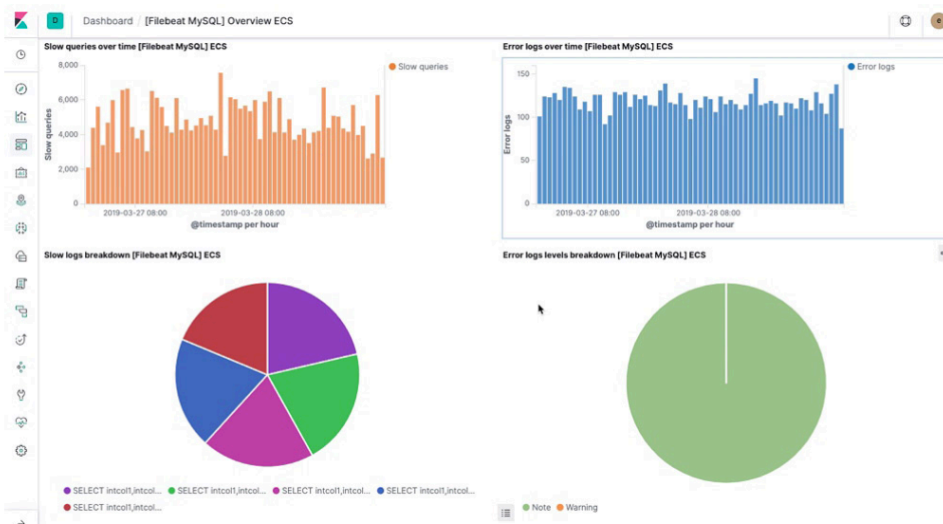 D Dashboard / [Filebeat MySQL] Overview ECS e
Slow queries over time [Filebeat MySQL] ECS
8,000
6,000
4,000
2,000
0
Slow queries
2019-03-27 08:00 2019-03-28 08:00
@timestamp per hour
Slow queries
Error logs over time [Filebeat MySQL] ECS
150
100
50
0
Error logs
2019-03-27 08:00 2019-03-28 08:00
@timestamp per hour
Error logs
Slow logs breakdown [Filebeat MySQL] ECS
SELECT intcol1,intcol... SELECT intcol1,intcol... SELECT intcol1,intcol... SELECT intcol1,intcol...
SELECT intcol1,intcol...
Error logs levels breakdown [Filebeat MySQL] ECS
Note Warning